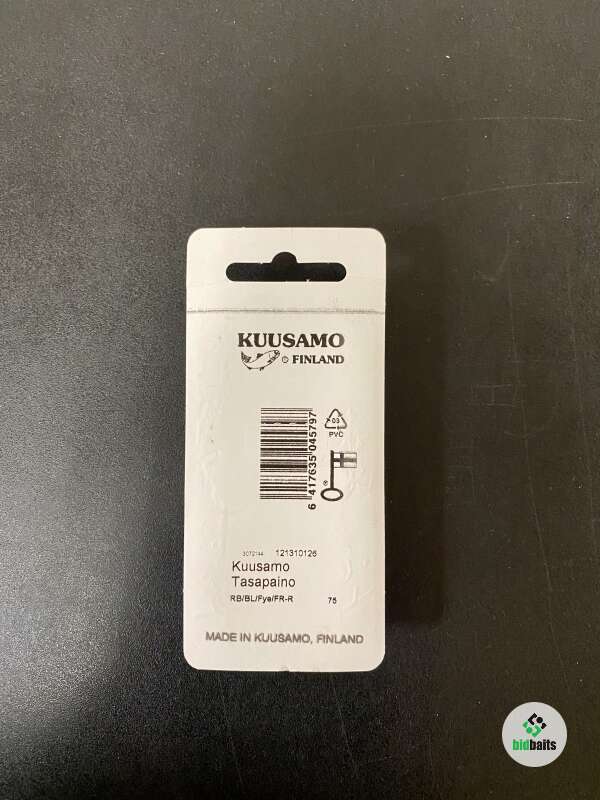 KUUSAMO
® FINLAND
6 417635 045797
03
PVC
®
3072144 121310126
Kuusamo
Tasapaino
RB/BL/Fye/FR-R 75
MADE IN KUUSAMO, FINLAND
bidbaits